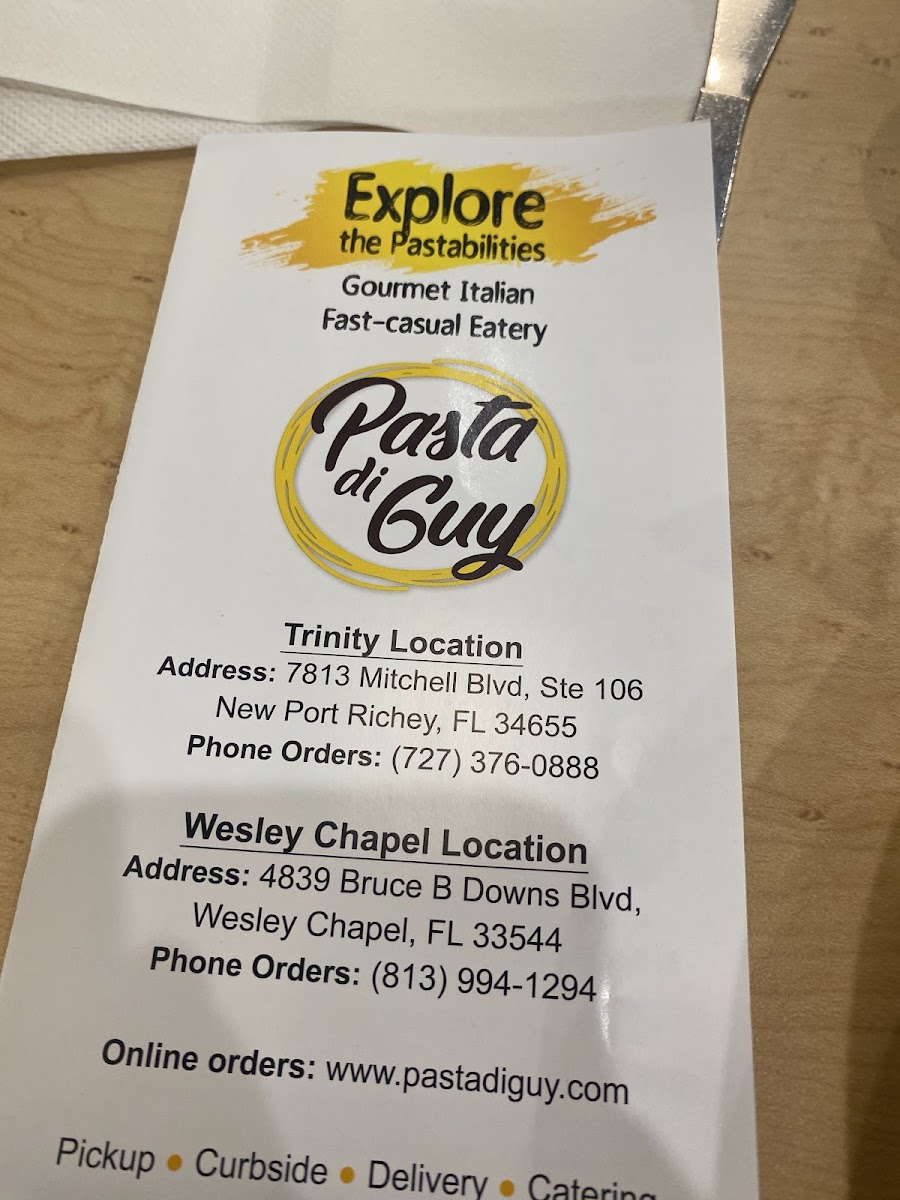 Explore
the Pastabilities
Gourmet Italian
Fast-casual Eatery
Pasta
di
Guy
Trinity Location
Address: 7813 Mitchell Blvd, Ste 106
New Port Richey, FL 34655
Phone Orders: (727) 376-0888
Wesley Chapel Location
Address: 4839 Bruce B Downs Blvd,
Wesley Chapel, FL 33544
Phone Orders: (813) 994-1294
Online orders: www.pastadiguy.com
Pickup • Curbside • Delivery • Catering